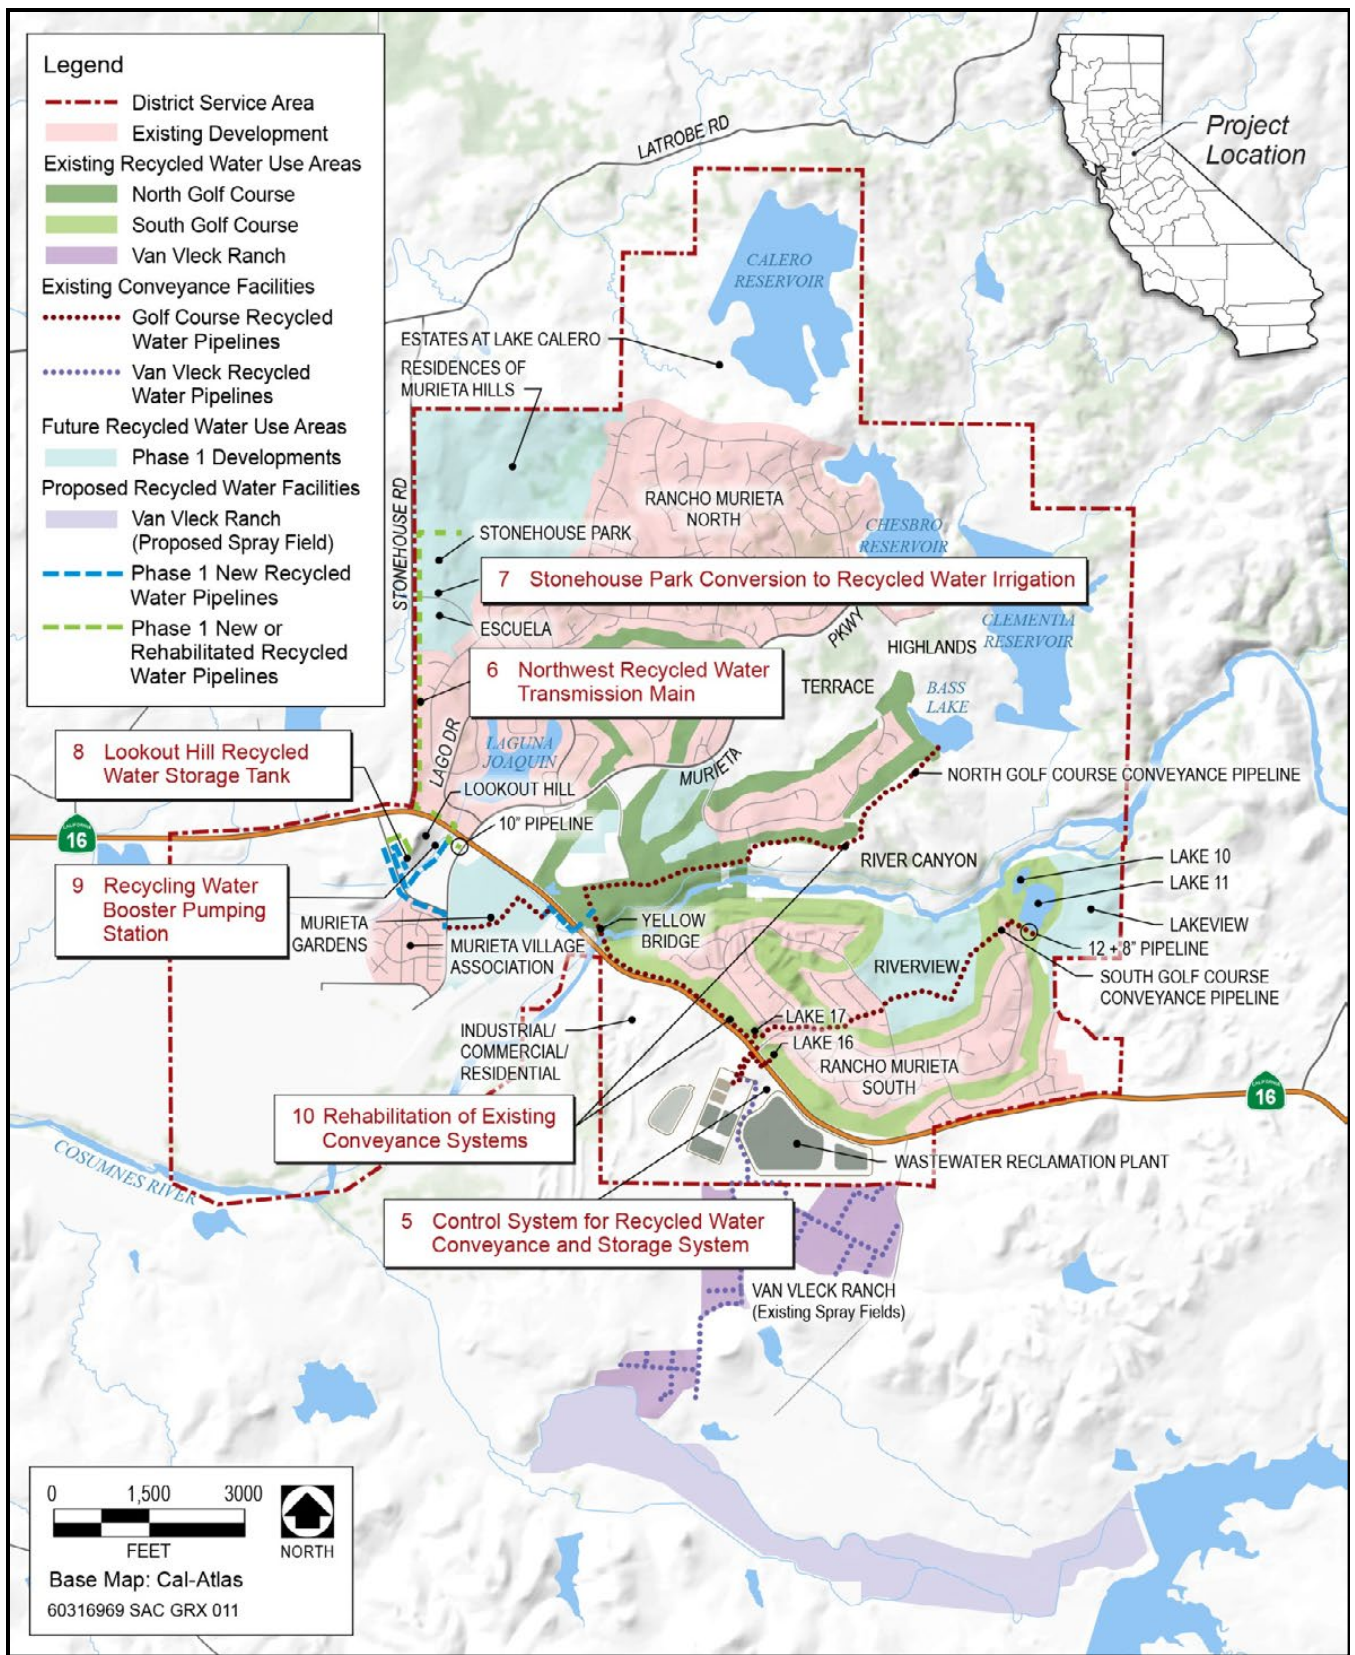 Legend
District Service Area
Existing Development
Existing Recycled Water Use Areas
North Golf Course
South Golf Course
Van Vleck Ranch
Existing Conveyance Facilities
Golf Course Recycled
Water Pipelines
Van Vleck Recycled
Water Pipelines
Future Recycled Water Use Areas
Phase 1 Developments
Proposed Recycled Water Facilities
Van Vleck Ranch
(Proposed Spray Field)
Phase 1 New Recycled
Water Pipelines
Phase 1 New or
Rehabilitated Recycled
Water Pipelines
Project
Location
LATROBE RD
CALERO
RESERVOIR
ESTATES AT LAKE CALERO
RESIDENCES OF
MURIETA HILLS
STONEHOUSE RD
RANCHO MURIETA
NORTH
CHESBRO
RESERVOIR
STONEHOUSE PARK
7 Stonehouse Park Conversion to Recycled Water Irrigation
ESCUELA
PKWY
CLEMENTIA
RESERVOIR
HIGHLANDS
6 Northwest Recycled Water
Transmission Main
TERRACE
BASS
LAKE
LAGO DR
LAGUNA
JOAQUIN
MURIETA
8 Lookout Hill Recycled
Water Storage Tank
NORTH GOLF COURSE CONVEYANCE PIPELINE
LOOKOUT HILL
10" PIPELINE
CALIFORNIA
16
RIVER CANYON
LAKE 10
LAKE 11
9 Recycling Water
Booster Pumping
Station
MURIETA
GARDENS
MURIETA VILLAGE
ASSOCIATION
YELLOW
BRIDGE
LAKEVIEW
12 + 8" PIPELINE
RIVERVIEW
SOUTH GOLF COURSE
CONVEYANCE PIPELINE
INDUSTRIAL/
COMMERCIAL/
RESIDENTIAL
LAKE 17
LAKE 16
RANCHO MURIETA
SOUTH
CALIFORNIA
16
10 Rehabilitation of Existing
Conveyance Systems
COSUMNES RIVER
WASTEWATER RECLAMATION PLANT
5 Control System for Recycled Water
Conveyance and Storage System
VAN VLECK RANCH
(Existing Spray Fields)
0 1,500 3000
FEET
NORTH
Base Map: Cal-Atlas
60316969 SAC GRX 011